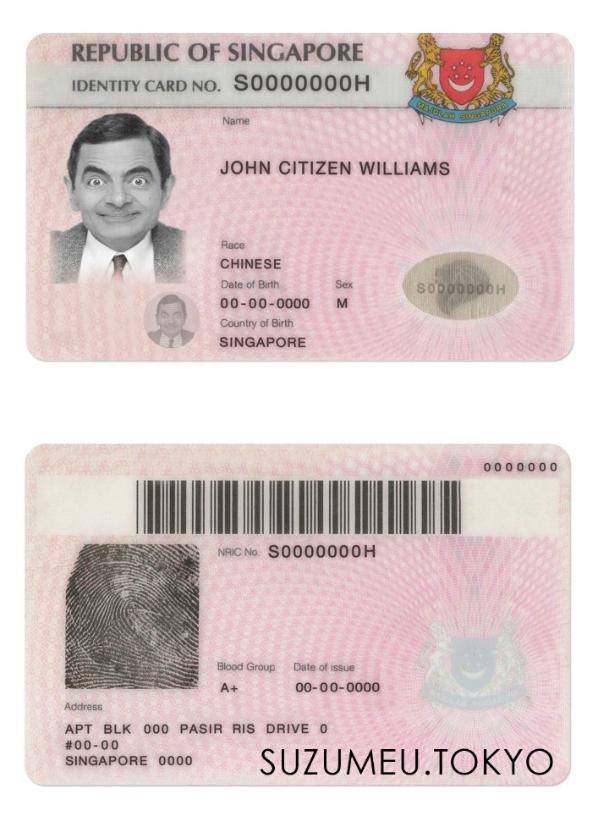 REPUBLIC OF SINGAPORE
IDENTITY CARD NO. S0000000H
MAJULAH SINGAPURA
Name
JOHN CITIZEN WILLIAMS
Race
CHINESE
Date of Birth Sex
00-00-0000 M
S0000000H
Country of Birth
SINGAPORE
0000000
NRIC No. S0000000H
Blood Group Date of issue
A+ 00-00-0000
Address
APT BLK 000 PASIR RIS DRIVE 0
#00-00
SINGAPORE 0000
SUZUMEU.TOKYO